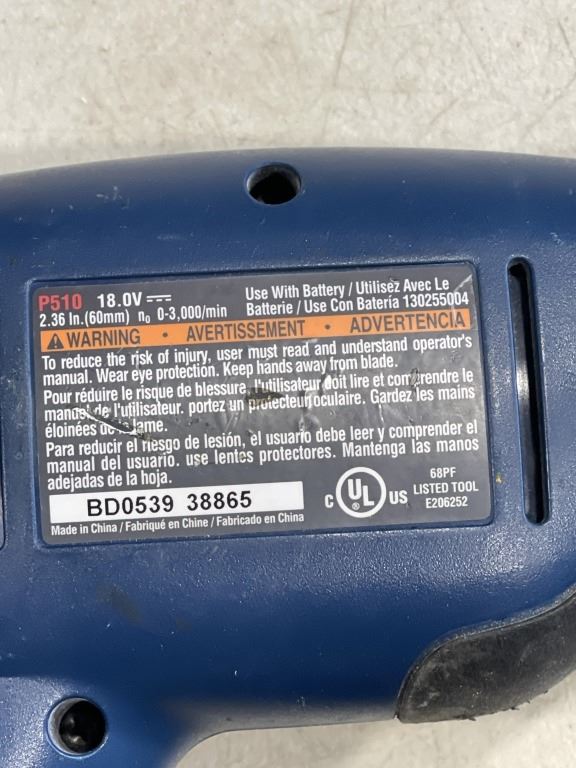 P510 18.0V
2.36 In.(60mm) n₀ 0-3,000/min
Use With Battery / Utilisez Avec Le
Batterie / Use Con Batería 130255004
WARNING • AVERTISSEMENT • ADVERTENCIA
To reduce the risk of injury, user must read and understand operator's
manual. Wear eye protection. Keep hands away from blade.
Pour réduire le risque de blessure, l'utilisateur doit lire et comprendre le
manuel de l'utilisateur. portez un protecteur oculaire. Gardez les mains
éloinées de lame.
Para reducir el riesgo de lesión, el usuario debe leer y comprender el
manual del usuario. use lentes protectores. Mantenga las manos
adejadas de la hoja.
BD0539 38865
Made in China / Fabriqué en Chine / Fabricado en China
C UL US
®
68PF
LISTED TOOL
E206252